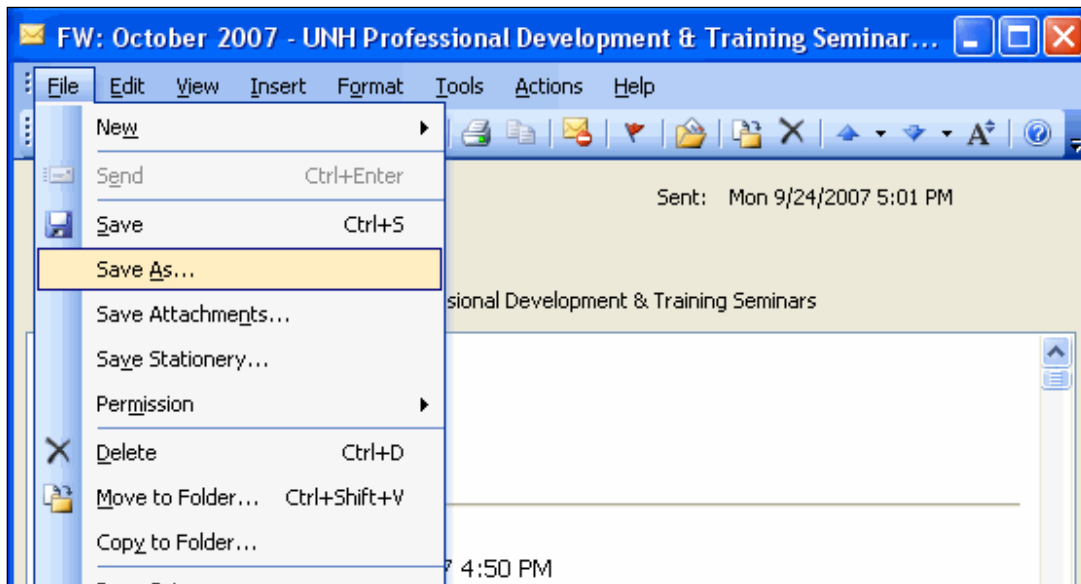 FW: October 2007 - UNH Professional Development & Training Seminar...
File Edit View Insert Format Tools Actions Help
New
Send Ctrl+Enter
Sent: Mon 9/24/2007 5:01 PM
Save Ctrl+S
Save As...
sional Development & Training Seminars
Save Attachments...
Save Stationery...
Permission
Delete Ctrl+D
Move to Folder... Ctrl+Shift+V
Copy to Folder...
4:50 PM